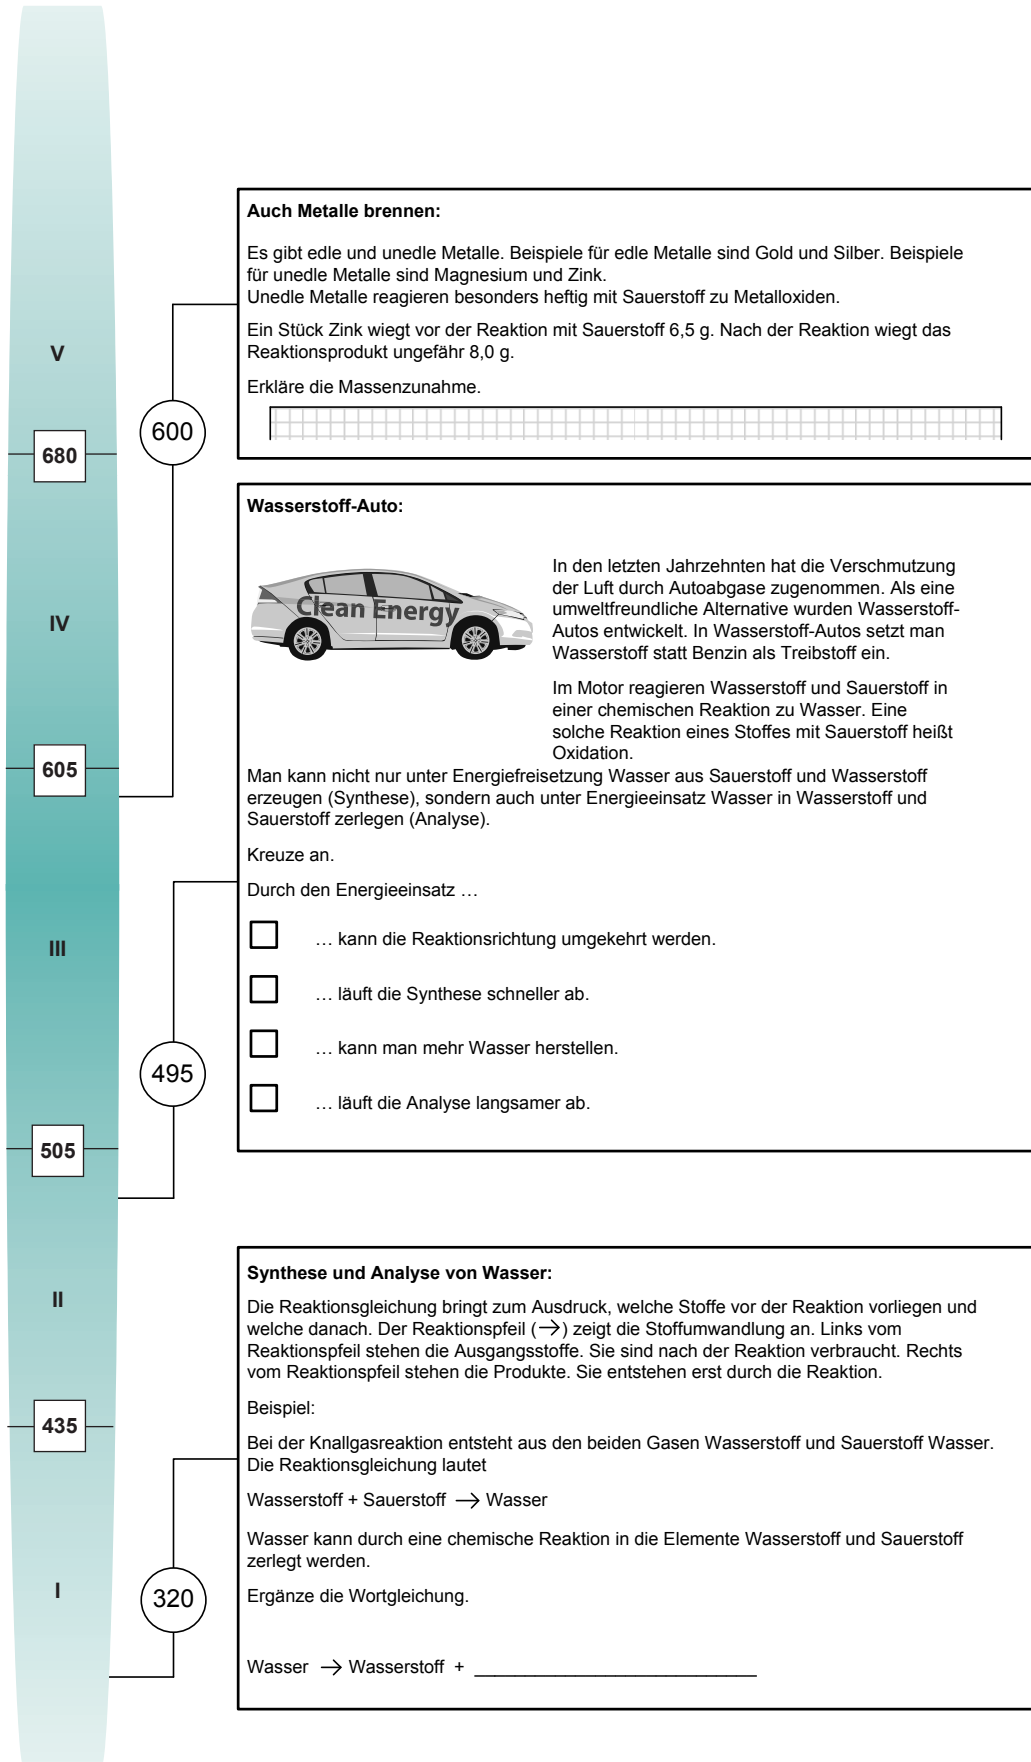 Auch Metalle brennen:
Es gibt edle und unedle Metalle. Beispiele für edle Metalle sind Gold und Silber. Beispiele
für unedle Metalle sind Magnesium und Zink.
Unedle Metalle reagieren besonders heftig mit Sauerstoff zu Metalloxiden.
Ein Stück Zink wiegt vor der Reaktion mit Sauerstoff 6,5 g. Nach der Reaktion wiegt das
Reaktionsprodukt ungefähr 8,0 g.
Erkläre die Massenzunahme.
V
600
680
Wasserstoff-Auto:
Clean Energy
In den letzten Jahrzehnten hat die Verschmutzung
der Luft durch Autoabgase zugenommen. Als eine
umweltfreundliche Alternative wurden Wasserstoff-
Autos entwickelt. In Wasserstoff-Autos setzt man
Wasserstoff statt Benzin als Treibstoff ein.
Im Motor reagieren Wasserstoff und Sauerstoff in
einer chemischen Reaktion zu Wasser. Eine
solche Reaktion eines Stoffes mit Sauerstoff heißt
Oxidation.
Man kann nicht nur unter Energiefreisetzung Wasser aus Sauerstoff und Wasserstoff
erzeugen (Synthese), sondern auch unter Energieeinsatz Wasser in Wasserstoff und
Sauerstoff zerlegen (Analyse).
Kreuze an.
Durch den Energieeinsatz …
… kann die Reaktionsrichtung umgekehrt werden.
… läuft die Synthese schneller ab.
… kann man mehr Wasser herstellen.
… läuft die Analyse langsamer ab.
IV
605
III
495
505
Synthese und Analyse von Wasser:
Die Reaktionsgleichung bringt zum Ausdruck, welche Stoffe vor der Reaktion vorliegen und
welche danach. Der Reaktionspfeil (→) zeigt die Stoffumwandlung an. Links vom
Reaktionspfeil stehen die Ausgangsstoffe. Sie sind nach der Reaktion verbraucht. Rechts
vom Reaktionspfeil stehen die Produkte. Sie entstehen erst durch die Reaktion.
Beispiel:
Bei der Knallgasreaktion entsteht aus den beiden Gasen Wasserstoff und Sauerstoff Wasser.
Die Reaktionsgleichung lautet
Wasserstoff + Sauerstoff → Wasser
Wasser kann durch eine chemische Reaktion in die Elemente Wasserstoff und Sauerstoff
zerlegt werden.
Ergänze die Wortgleichung.
Wasser → Wasserstoff + ______________________________
II
435
I
320